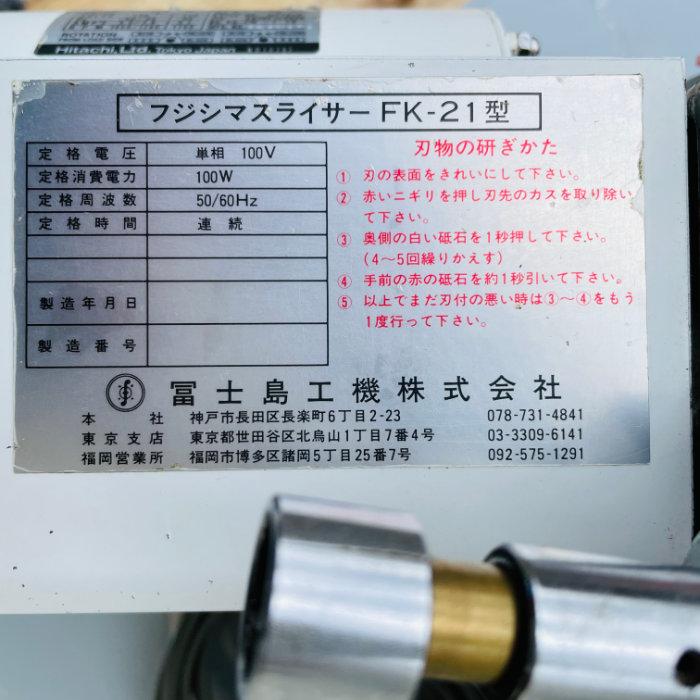 ROTATION
Hitachi, Ltd. Tokyo Japan
フジシマスライサー FK-21型
定格電圧 単相 100V
定格消費電力 100W
定格周波数 50/60Hz
定格時間 連続
製造年月日
製造番号
刃物の研ぎかた
① 刃の表面をきれいにして下さい。
② 赤いニギリを押し刃先のカスを取り除い
て下さい。
③ 奥側の白い砥石を1秒押して下さい。
(4〜5回繰りかえす)
④ 手前の赤の砥石を約1秒引いて下さい。
⑤ 以上でまだ刃付の悪い時は③〜④をもう
1度行って下さい。
冨士島工機株式会社
本社 神戸市長田区長楽町6丁目2-23 078-731-4841
東京支店 東京都世田谷区北烏山1丁目7番4号 03-3309-6141
福岡営業所 福岡市博多区諸岡5丁目25番7号 092-575-1291